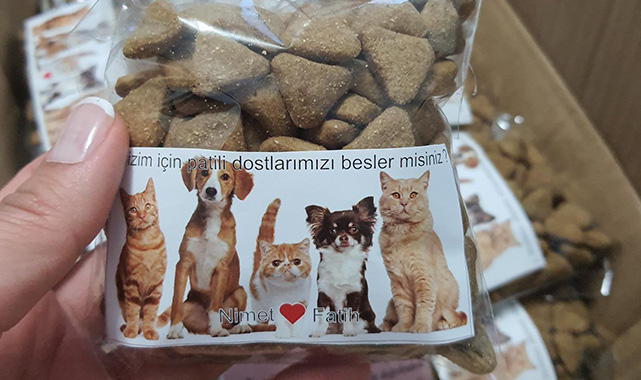 izim için patili dostlarımızı besler misiniz ?
Nimet Fatih